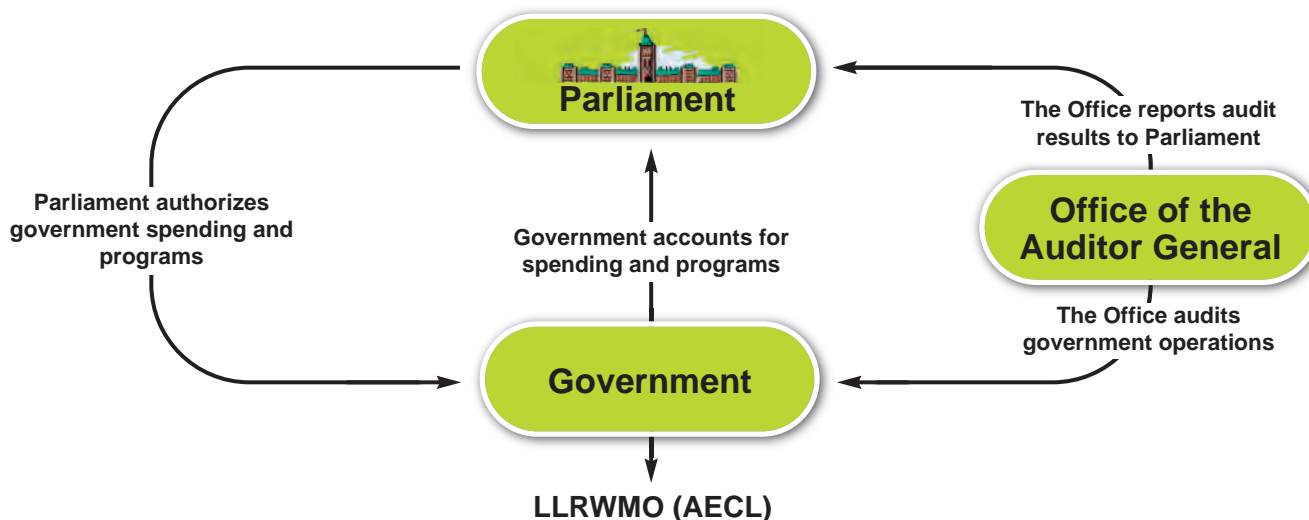 Parliament
The Office reports audit
results to Parliament
Parliament authorizes
government spending and
programs
Government accounts for
spending and programs
Office of the
Auditor General
The Office audits
government operations
Government
LLRWMO (AECL)